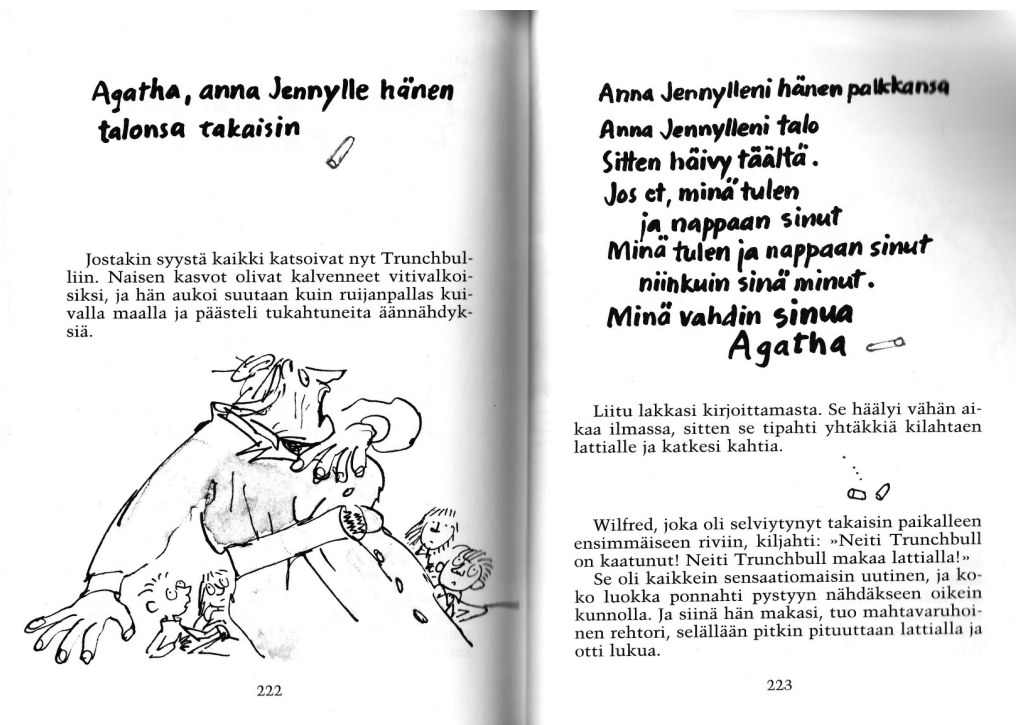 Agatha, anna Jennylle hänen
talonsa takaisin
Jostakin syystä kaikki katsoivat nyt Trunchbul-
liin. Naisen kasvot olivat kalvenneet vitivalkoi-
siksi, ja hän aukoi suutaan kuin ruijanpallas kui-
valla maalla ja päästeli tukahtuneita äännähdyk-
siä.
222
Anna Jennylleni hänen palkkansa
Anna Jennylleni talo
Sitten häivy täältä.
Jos et, minä tulen
ja nappaan sinut
Minä tulen ja nappaan sinut
niinkuin sinä minut.
Minä vahdin sinua
Agatha
Liitu lakkasi kirjoittamasta. Se häälyi vähän ai-
kaa ilmassa, sitten se tipahti yhtäkkiä kilahtaen
lattialle ja katkesi kahtia.
Wilfred, joka oli selviytynyt takaisin paikalleen
ensimmäiseen riviin, kiljahti: »Neiti Trunchbull
on kaatunut! Neiti Trunchbull makaa lattialla!»
Se oli kaikkein sensaatiomaisin uutinen, ja ko-
ko luokka ponnahti pystyyn nähdäkseen oikein
kunnolla. Ja siinä hän makasi, tuo mahtavaruhoi-
nen rehtori, selällään pitkin pituuttaan lattialla ja
otti lukua.
223